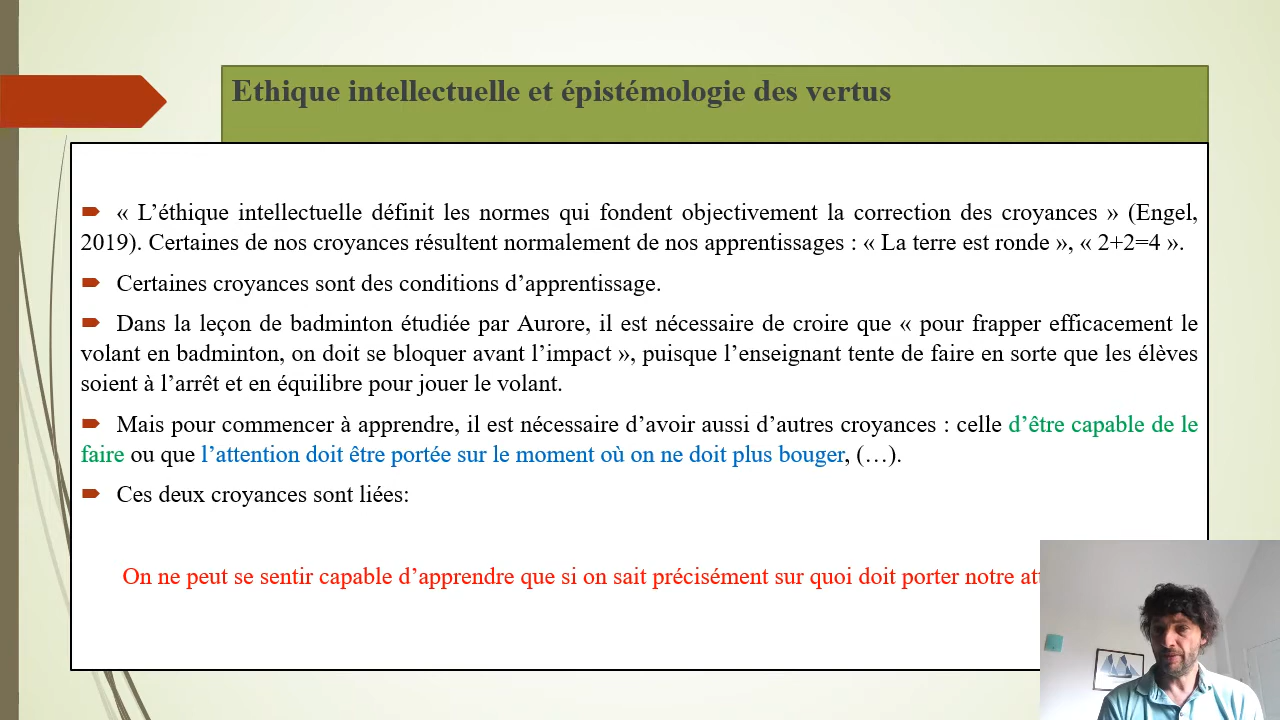 Ethique intellectuelle et épistémologie des vertus
« L’éthique intellectuelle définit les normes qui fondent objectivement la correction des croyances » (Engel,
2019). Certaines de nos croyances résultent normalement de nos apprentissages : « La terre est ronde », « 2+2=4 ».
Certaines croyances sont des conditions d’apprentissage.
Dans la leçon de badminton étudiée par Aurore, il est nécessaire de croire que « pour frapper efficacement le
volant en badminton, on doit se bloquer avant l’impact », puisque l’enseignant tente de faire en sorte que les élèves
soient à l’arrêt et en équilibre pour jouer le volant.
Mais pour commencer à apprendre, il est nécessaire d’avoir aussi d’autres croyances : celle d’être capable de le
faire ou que l’attention doit être portée sur le moment où on ne doit plus bouger, (…).
Ces deux croyances sont liées:
On ne peut se sentir capable d’apprendre que si on sait précisément sur quoi doit porter notre